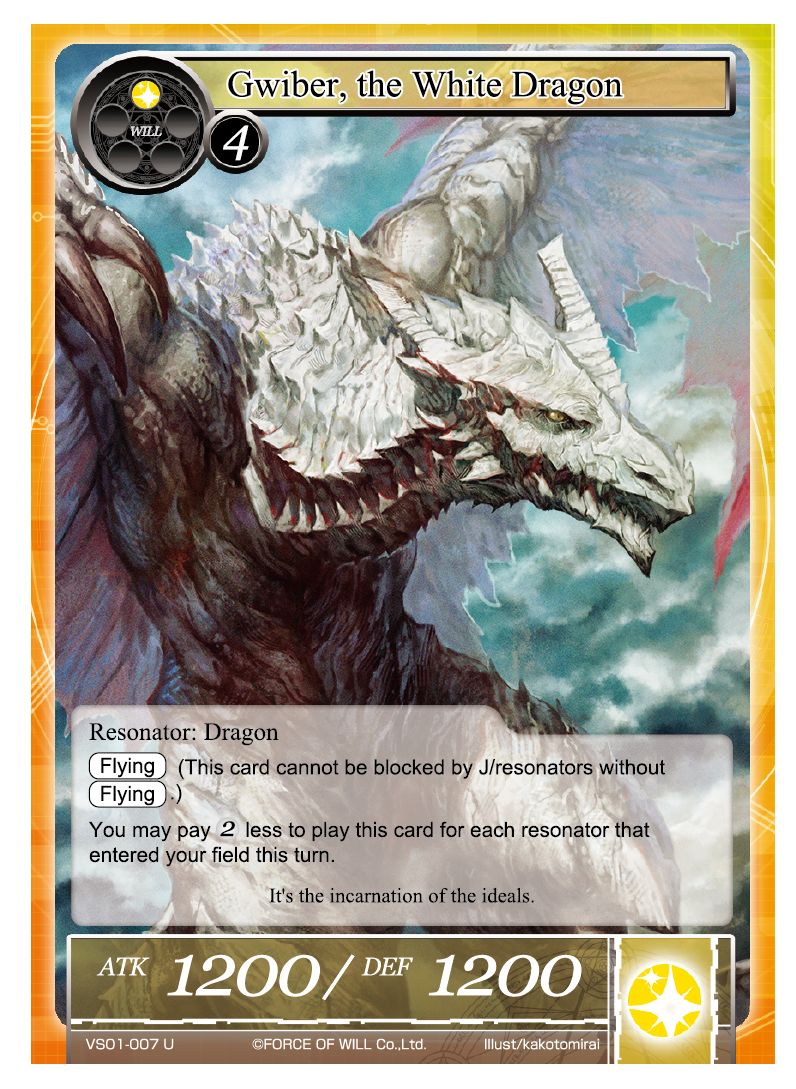 Gwiber, the White Dragon
WILL
4
Resonator: Dragon
Flying (This card cannot be blocked by J/resonators without
Flying .)
You may pay 2 less to play this card for each resonator that
entered your field this turn.
It's the incarnation of the ideals.
ATK 1200/ DEF 1200
VS01-007 U ©FORCE OF WILL Co.,Ltd. Illust/kakotomirai